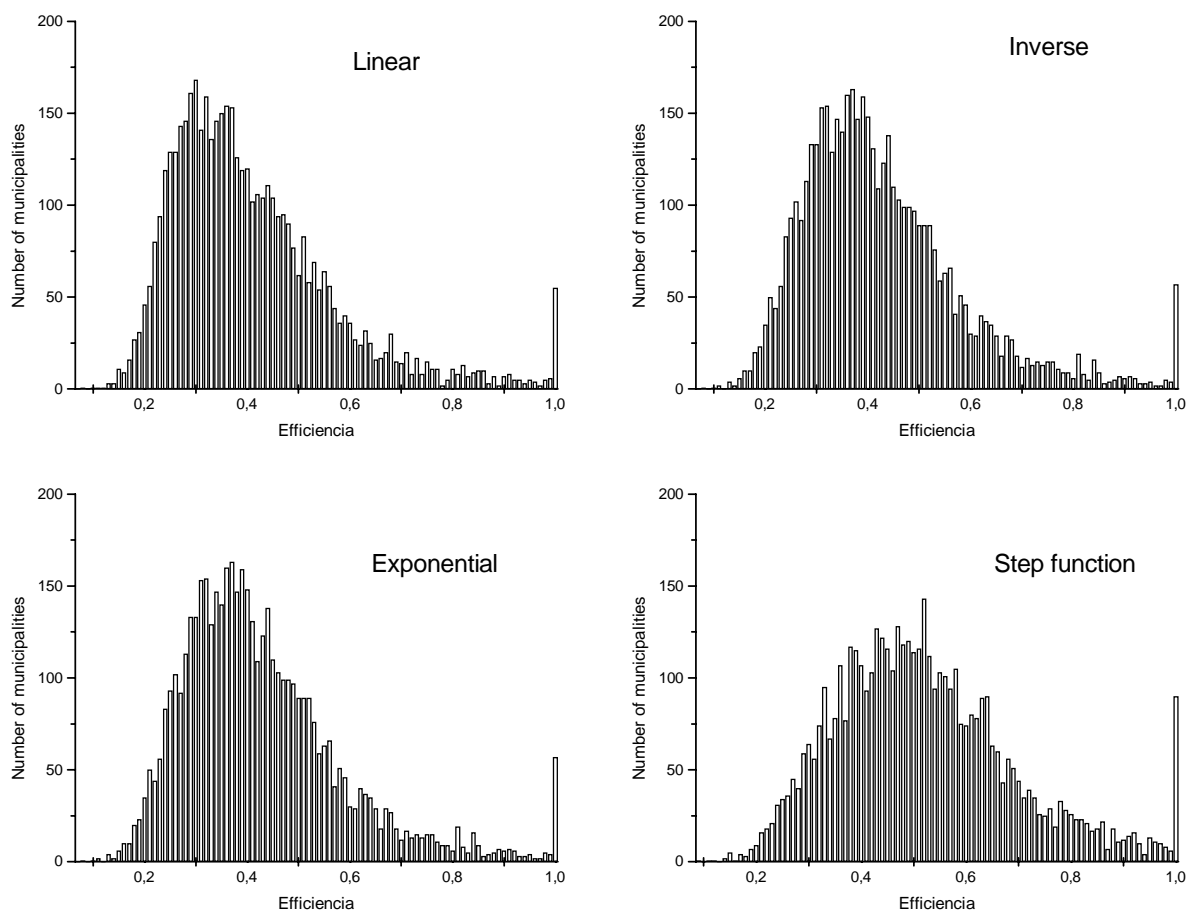 Linear
200
150
100
50
0
Number of municipalities
0,2 0,4 0,6 0,8 1,0
Efficiencia
Inverse
200
150
100
50
0
Number of municipalities
0,2 0,4 0,6 0,8 1,0
Efficiencia
Exponential
200
150
100
50
0
Number of municipalities
0,2 0,4 0,6 0,8 1,0
Efficiencia
Step function
200
150
100
50
0
Number of municipalities
0,2 0,4 0,6 0,8 1,0
Efficiencia